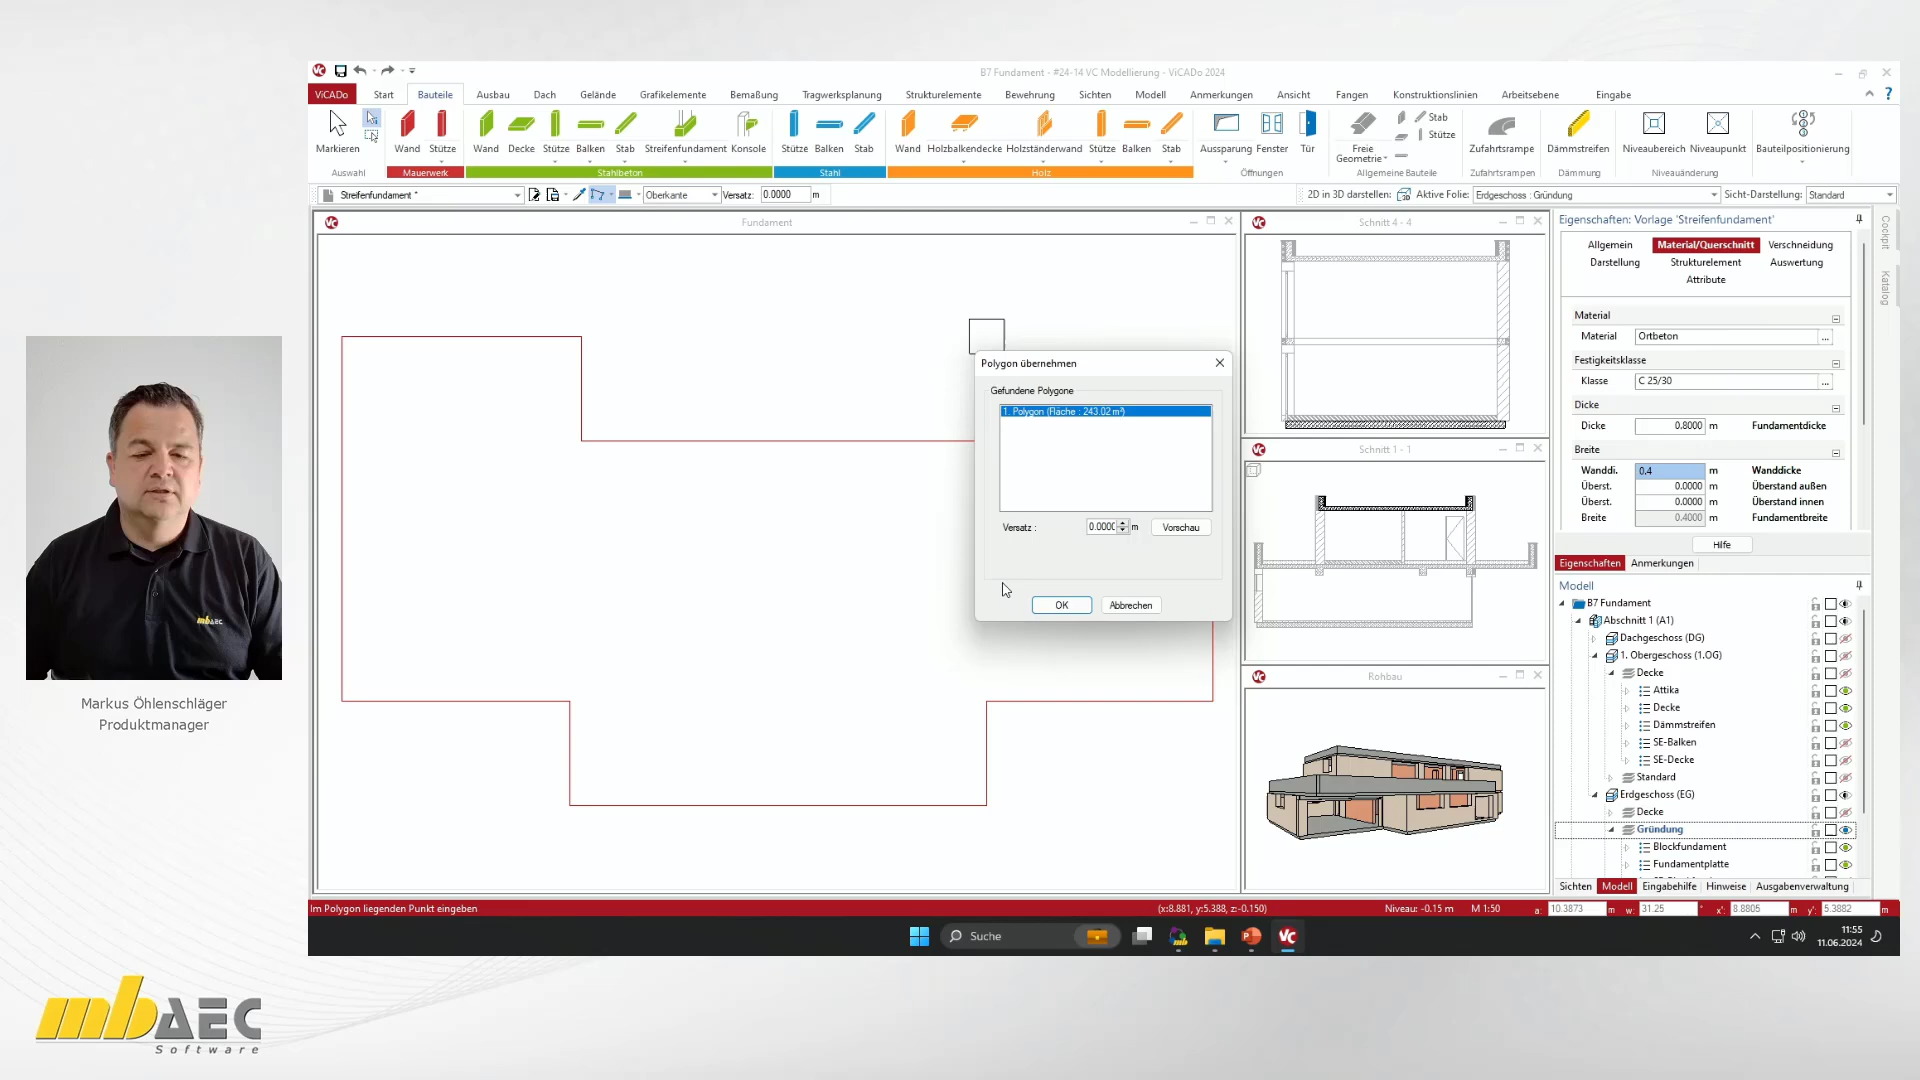 B7 Fundament - #24-14 VC Modellierung - ViCADo 2024
ViCADo Start Bauteile Ausbau Dach Gelände Grafikelemente Bemaßung Tragwerksplanung Strukturelemente Bewehrung Sichten Modell Anmerkungen Ansicht Fangen Konstruktionslinien Arbeitsebene Eingabe
Markieren Wand Stütze Wand Decke Stütze Balken Stab Streifenfundament Konsole Stütze Balken Stab Wand Holzbalkendecke Holzständerwand Stütze Balken Stab Aussparung Fenster Tür Freie Geometrie Stab Stütze Zufahrtsrampe Dämmstreifen Niveaubereich Niveaupunkt Bauteilpositionierung
Auswahl Mauerwerk Stahlbeton Stahl Holz Öffnungen Allgemeine Bauteile Zufahrtsrampen Dämmung Niveauänderung
Streifenfundament * Oberkante Versatz: 0.0000 m 2D in 3D darstellen: Aktive Folie: Erdgeschoss : Gründung Sicht-Darstellung: Standard
Fundament
Polygon übernehmen
Gefundene Polygone
1. Polygon (Fläche : 243.02 m²)
Versatz : 0.000( m Vorschau
OK Abbrechen
Schnitt 4 - 4
Schnitt 1 - 1
Rohbau
Eigenschaften: Vorlage 'Streifenfundament'
Allgemein Material/Querschnitt Verschneidung
Darstellung Strukturelement Auswertung
Attribute
Material
Material Ortbeton ...
Festigkeitsklasse
Klasse C 25/30 ...
Dicke
Dicke 0.8000 m Fundamentdicke
Breite
Wanddi. 0.4 m Wanddicke
Überst. 0.0000 m Überstand außen
Überst. 0.0000 m Überstand innen
Breite 0.4000 m Fundamentbreite
Hilfe
Eigenschaften Anmerkungen
Cockpit
Katalog
Modell
B7 Fundament
Abschnitt 1 (A1)
Dachgeschoss (DG)
1. Obergeschoss (1.OG)
Decke
Attika
Decke
Dämmstreifen
SE-Balken
SE-Decke
Standard
Erdgeschoss (EG)
Decke
Gründung
Blockfundament
Fundamentplatte
Sichten Modell Eingabehilfe Hinweise Ausgabenverwaltung
Im Polygon liegenden Punkt eingeben (x:8.881, y:5.388, z:-0.150) Niveau: -0.15 m M 1:50 a: 10.3873 m w: 31.25 ° x': 8.8805 m y': 5.3882 m
Suche
11:55
11.06.2024
mbAEC
Markus Öhlenschläger
Produktmanager
mbAEC
Software